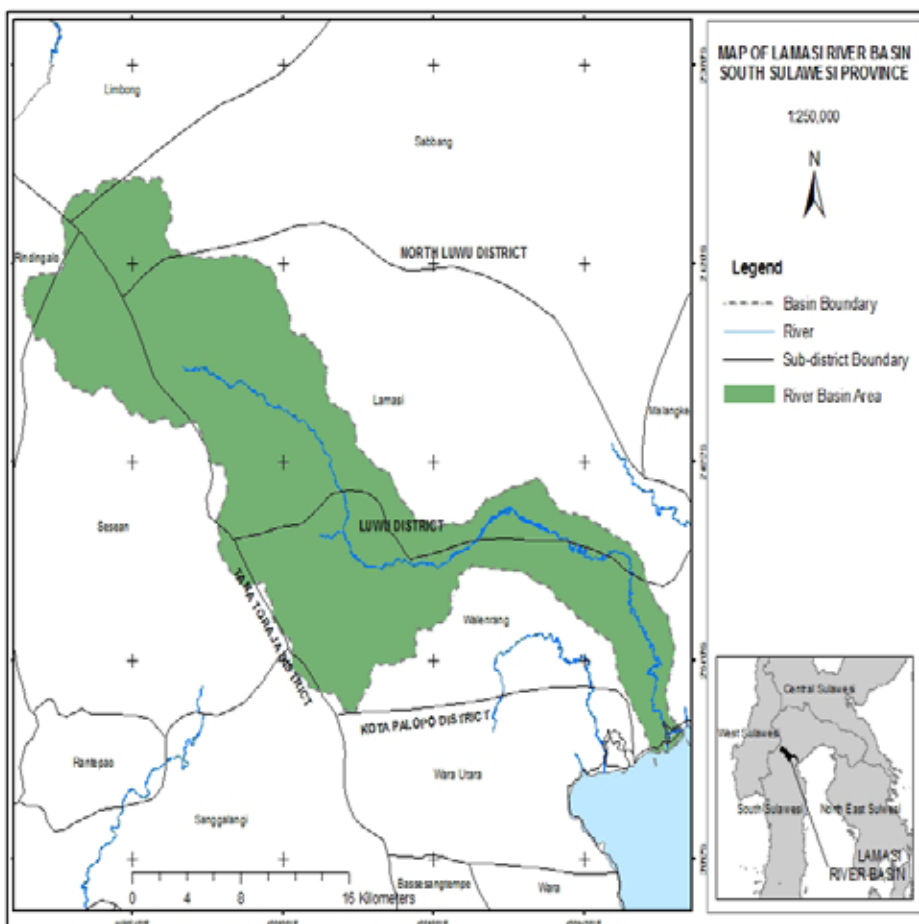 MAP OF LAMASI RIVER BASIN
SOUTH SULAWESI PROVINCE
1:250,000
N
Legend
Basin Boundary
River
Sub-district Boundary
River Basin Area
Limbong
Sabbang
Rindingalo
NORTH LUWU DISTRICT
Lamasi
Malangke
Sesean
LUWU DISTRICT
TANA TORAJA DISTRICT
Walenrang
KOTA PALOPO DISTRICT
Rantepao
Wara Utara
Sanggalangi
Bassesangtempe
Wara
0 4 8 16 Kilometers
Central Sulawesi
West Sulawesi
South Sulawesi
North East Sulwesi
LAMASI
RIVER BASIN